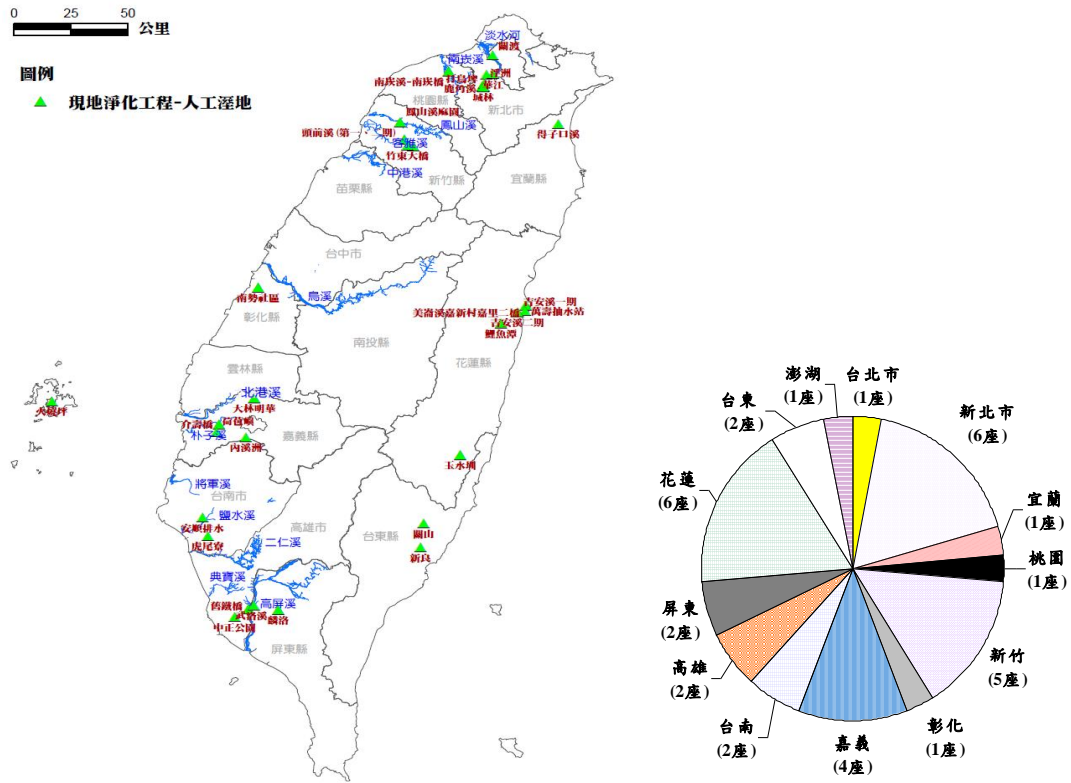 0 25 50
公里
圖例
現地淨化工程-人工溼地
淡水河
關渡
南崁溪
南崁溪-南崁橋
打鳥埤
浮洲
鹿角溪
華江
城林
桃園縣
新北市
鳳山溪麻園
鳳山溪
頭前溪(第一、二期)
客雅溪
竹東大橋
得子口溪
中港溪
新竹縣
宜蘭縣
苗栗縣
台中市
南勢社區
烏溪
彰化縣
吉安溪一期
美崙溪嘉新村嘉里二橋
萬壽抽水站
吉安溪二期
鯉魚潭
南投縣
花蓮縣
雲林縣
北港溪
大林明華
火燒坪
介壽橋
荷苞嶼
朴子溪
內溪洲
嘉義縣
玉水圳
將軍溪
台南市
鹽水溪
安順排水
虎尾寮
高雄市
台東縣
關山
二仁溪
新良
典寶溪
舊鐵橋
高屏溪
武洛溪
麟洛
中正公園
屏東縣
澎湖
(1座)
台北市
(1座)
台東
(2座)
新北市
(6座)
花蓮
(6座)
宜蘭
(1座)
桃園
(1座)
屏東
(2座)
新竹
(5座)
高雄
(2座)
台南
(2座)
嘉義
(4座)
彰化
(1座)